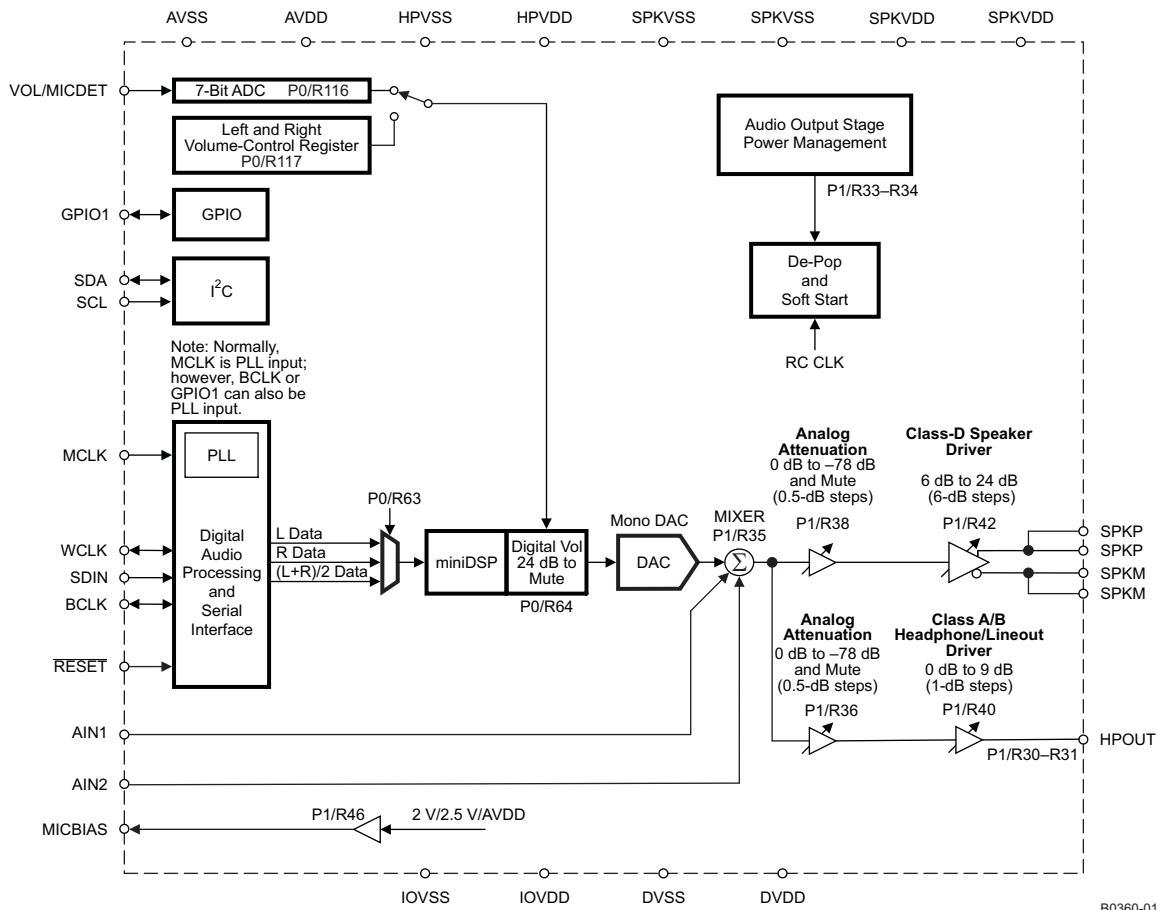 AVSS AVDD HPVSS HPVDD SPKVSS SPKVSS SPKVDD SPKVDD
VOL/MICDET
7-Bit ADC P0/R116
Left and Right
Volume-Control Register
P0/R117
Audio Output Stage
Power Management
P1/R33–R34
GPIO1
GPIO
De-Pop
and
Soft Start
SDA
SCL
I2C
RC CLK
Note: Normally,
MCLK is PLL input;
however, BCLK or
GPIO1 can also be
PLL input.
MCLK
PLL
WCLK
SDIN
BCLK
RESET
Digital
Audio
Processing
and
Serial
Interface
L Data
R Data
(L+R)/2 Data
P0/R63
miniDSP
Digital Vol
24 dB to
Mute
P0/R64
Mono DAC
DAC
MIXER
P1/R35
Σ
Analog
Attenuation
0 dB to –78 dB
and Mute
(0.5-dB steps)
P1/R38
Class-D Speaker
Driver
6 dB to 24 dB
(6-dB steps)
P1/R42
SPKP
SPKP
SPKM
SPKM
Analog
Attenuation
0 dB to –78 dB
and Mute
(0.5-dB steps)
P1/R36
Class A/B
Headphone/Lineout
Driver
0 dB to 9 dB
(1-dB steps)
P1/R40
P1/R30–R31
HPOUT
AIN1
AIN2
MICBIAS
P1/R46
2 V/2.5 V/AVDD
IOVSS IOVDD DVSS DVDD
B0360-01